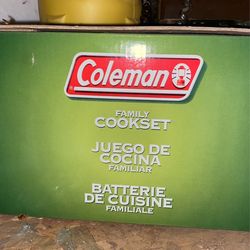 Coleman
FAMILY
COOKSET
JUEGO DE
COCINA
FAMILIAR
BATTERIE
DE CUISINE
FAMILIALE